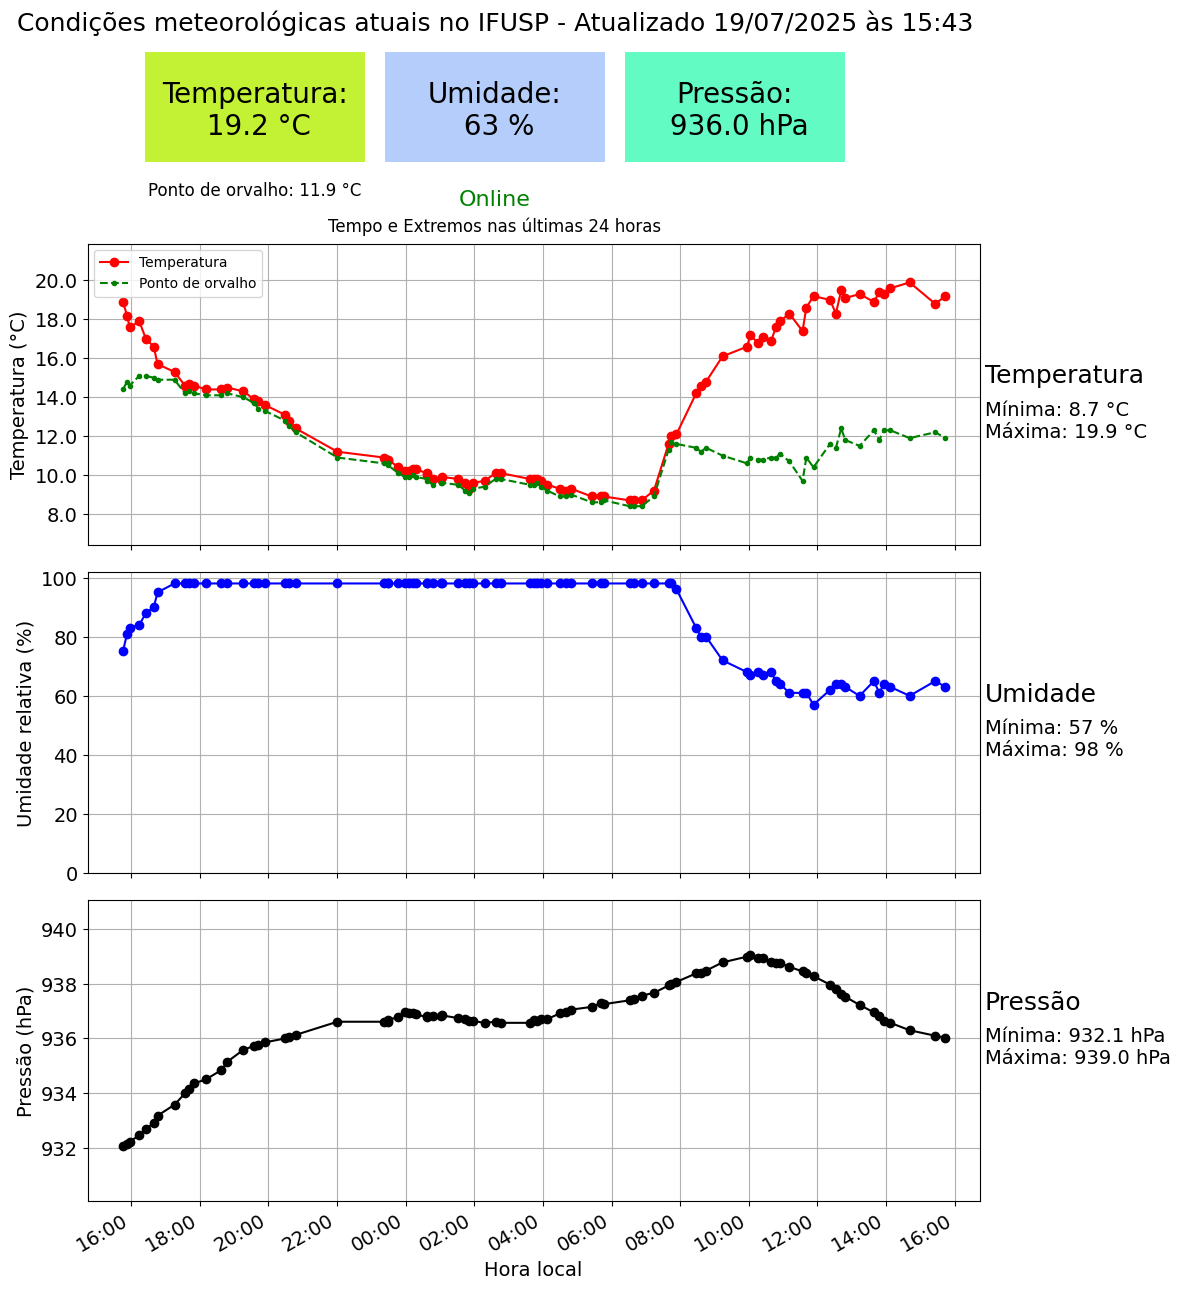 Condições meteorológicas atuais no IFUSP - Atualizado 19/07/2025 às 15:43
Temperatura:
19.2 °C
Umidade:
63 %
Pressão:
936.0 hPa
Ponto de orvalho: 11.9 °C
Online
Tempo e Extremos nas últimas 24 horas
Temperatura
Ponto de orvalho
Temperatura (°C)
20.0
18.0
16.0
14.0
12.0
10.0
8.0
Temperatura
Mínima: 8.7 °C
Máxima: 19.9 °C
Umidade relativa (%)
100
80
60
40
20
0
Umidade
Mínima: 57 %
Máxima: 98 %
Pressão (hPa)
940
938
936
934
932
Pressão
Mínima: 932.1 hPa
Máxima: 939.0 hPa
16:00 18:00 20:00 22:00 00:00 02:00 04:00 06:00 08:00 10:00 12:00 14:00 16:00
Hora local